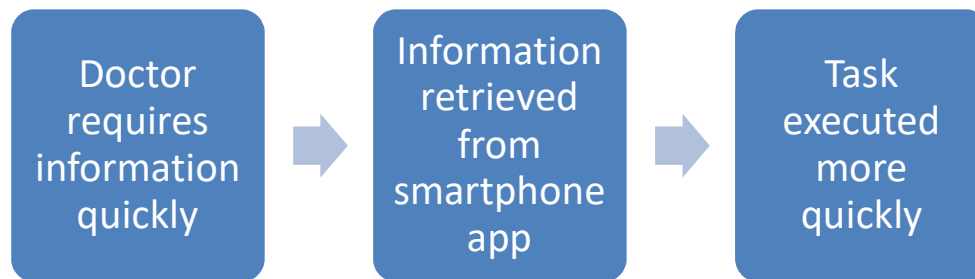 Doctor
requires
information
quickly
Information
retrieved
from
smartphone
app
Task
executed
more
quickly